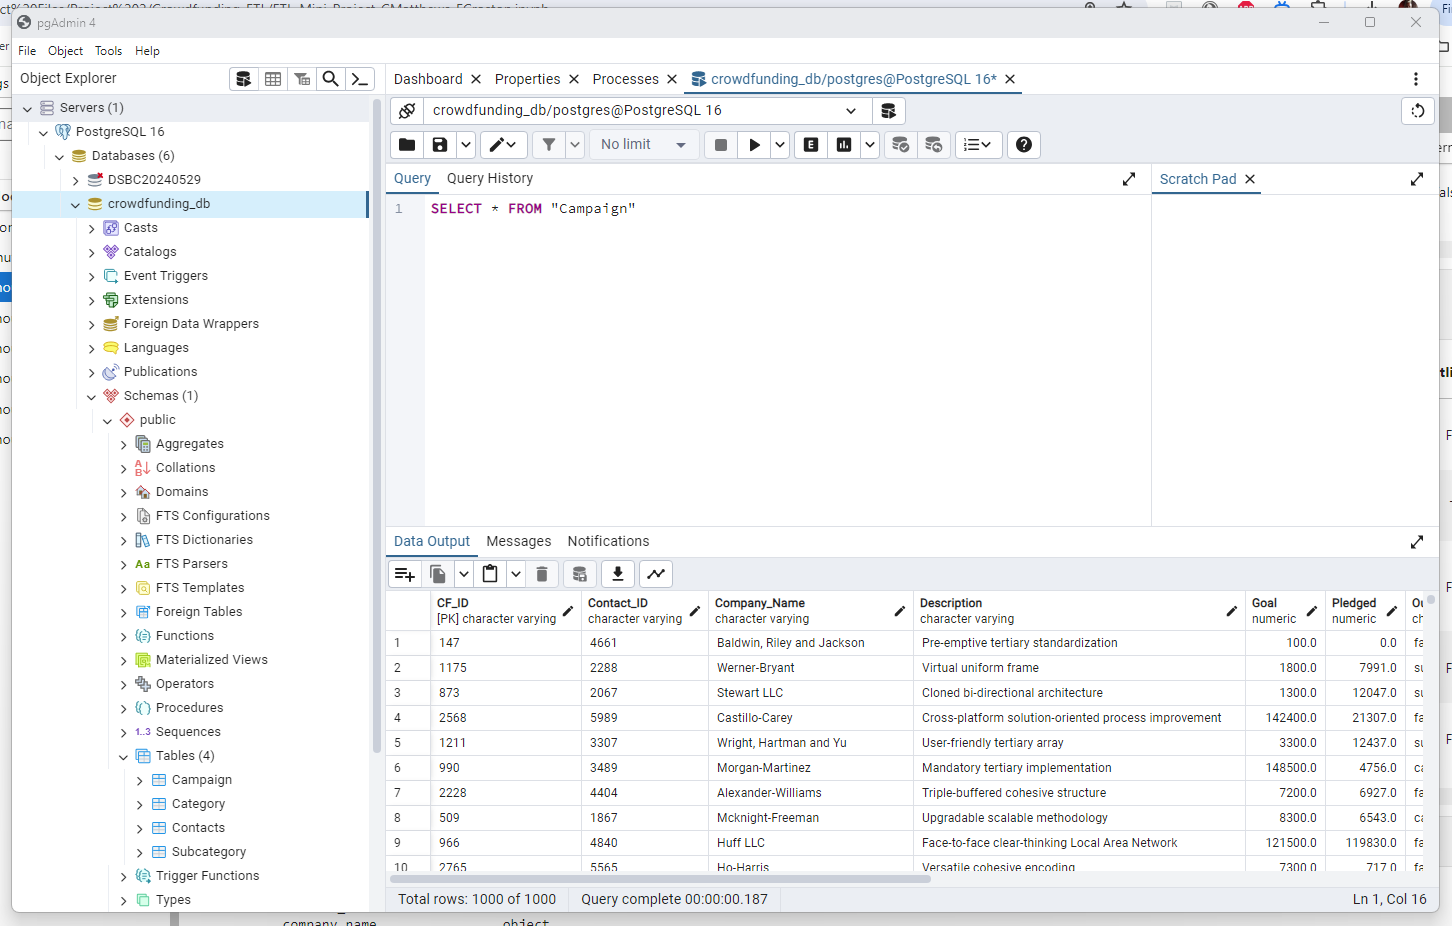 pgAdmin 4
File Object Tools Help
Object Explorer
Servers (1)
PostgreSQL 16
Databases (6)
DSBC20240529
crowdfunding_db
Casts
Catalogs
Event Triggers
Extensions
Foreign Data Wrappers
Languages
Publications
Schemas (1)
public
Aggregates
Collations
Domains
FTS Configurations
FTS Dictionaries
FTS Parsers
FTS Templates
Foreign Tables
Functions
Materialized Views
Operators
Procedures
1..3 Sequences
Tables (4)
Campaign
Category
Contacts
Subcategory
Trigger Functions
Types
Dashboard Properties Processes crowdfunding_db/postgres@PostgreSQL 16*
crowdfunding_db/postgres@PostgreSQL 16
No limit
Query Query History
Scratch Pad
1 SELECT * FROM "Campaign"
Data Output Messages Notifications
CF_ID Contact_ID Company_Name Description Goal Pledged
[PK] character varying character varying character varying character varying numeric numeric
1 147 4661 Baldwin, Riley and Jackson Pre-emptive tertiary standardization 100.0 0.0 fa
2 1175 2288 Werner-Bryant Virtual uniform frame 1800.0 7991.0 su
3 873 2067 Stewart LLC Cloned bi-directional architecture 1300.0 12047.0 su
4 2568 5989 Castillo-Carey Cross-platform solution-oriented process improvement 142400.0 21307.0 fa
5 1211 3307 Wright, Hartman and Yu User-friendly tertiary array 3300.0 12437.0 su
6 990 3489 Morgan-Martinez Mandatory tertiary implementation 148500.0 4756.0 ca
7 2228 4404 Alexander-Williams Triple-buffered cohesive structure 7200.0 6927.0 fa
8 509 1867 Mcknight-Freeman Upgradable scalable methodology 8300.0 6543.0 ca
9 966 4840 Huff LLC Face-to-face clear-thinking Local Area Network 121500.0 119830.0 fa
10 2765 5565 Ho-Harris Versatile cohesive encoding 7300.0 717.0 fa
Total rows: 1000 of 1000 Query complete 00:00:00.187
Ln 1, Col 16
company_name object